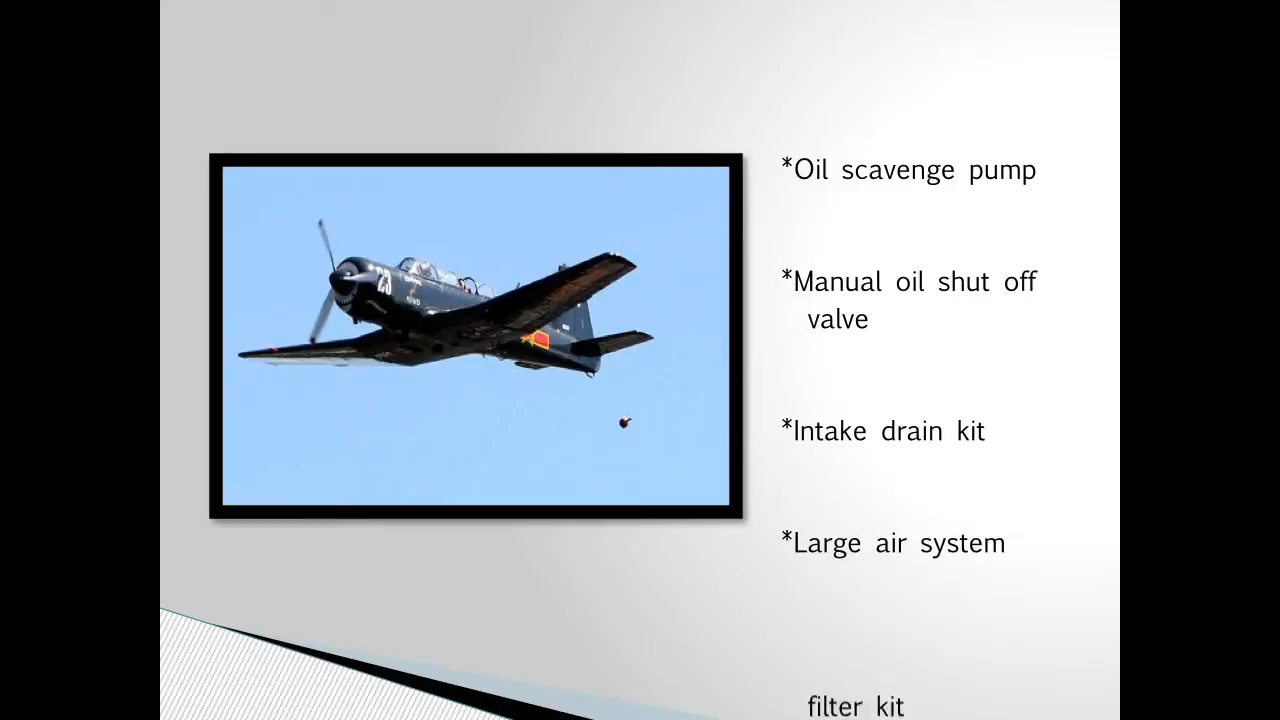 *Oil scavenge pump
*Manual oil shut off
valve
*Intake drain kit
*Large air system
filter kit
23